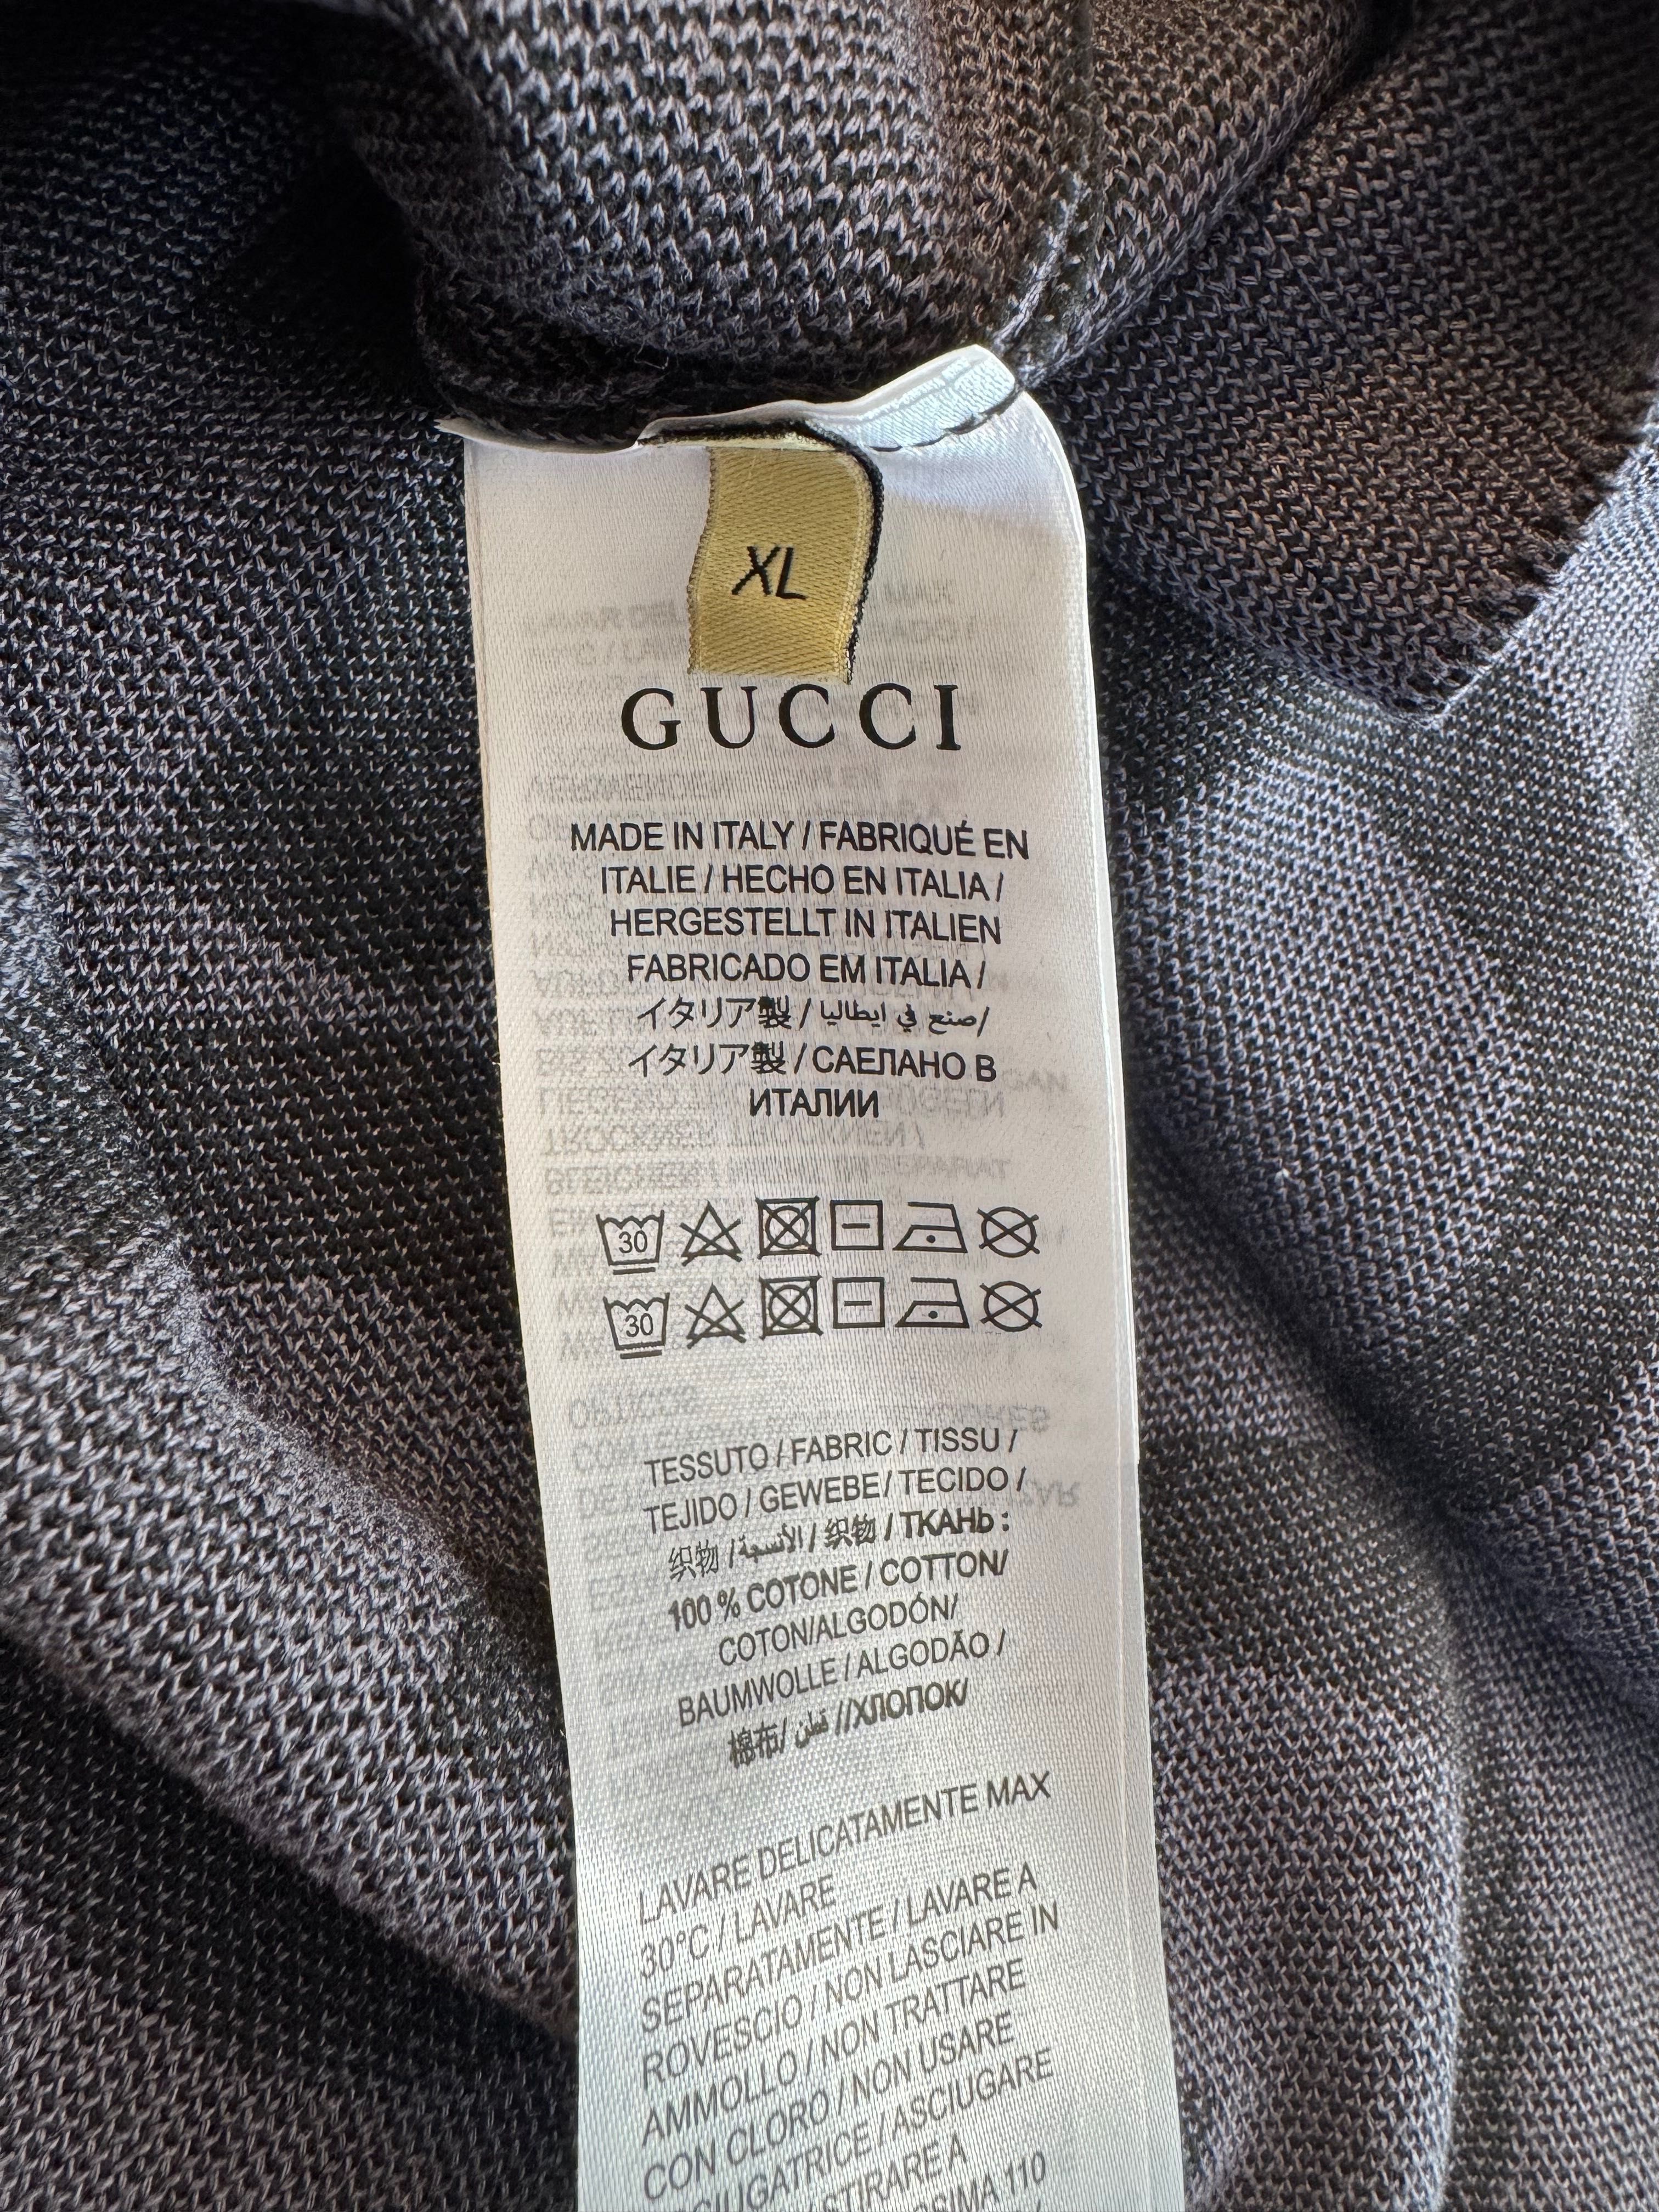 XL
GUCCI
MADE IN ITALY / FABRIQUÉ EN
ITALIE / HECHO EN ITALIA /
HERGESTELLT IN ITALIEN
FABRICADO EM ITALIA /
イタリア製 / صنع في ايطاليا/
イタリア製 / САЕЛАНО В
ИТАЛИИ
30
30
TESSUTO / FABRIC / TISSU /
TEJIDO / GEWEBE / TECIDO /
织物 / الأنسجة / 织物 / ТКАНЬ :
100 % COTONE / COTTON/
COTON/ALGODÓN/
BAUMWOLLE / ALGODÃO /
棉布/ قطن //ХЛОПОК/
LAVARE DELICATAMENTE MAX
30°C / LAVARE
SEPARATAMENTE / LAVARE A
ROVESCIO / NON LASCIARE IN
AMMOLLO / NON TRATTARE
CON CLORO / NON USARE
CIUGATRICE / ASCIUGARE
/ STIRARE A
SSIMA 110